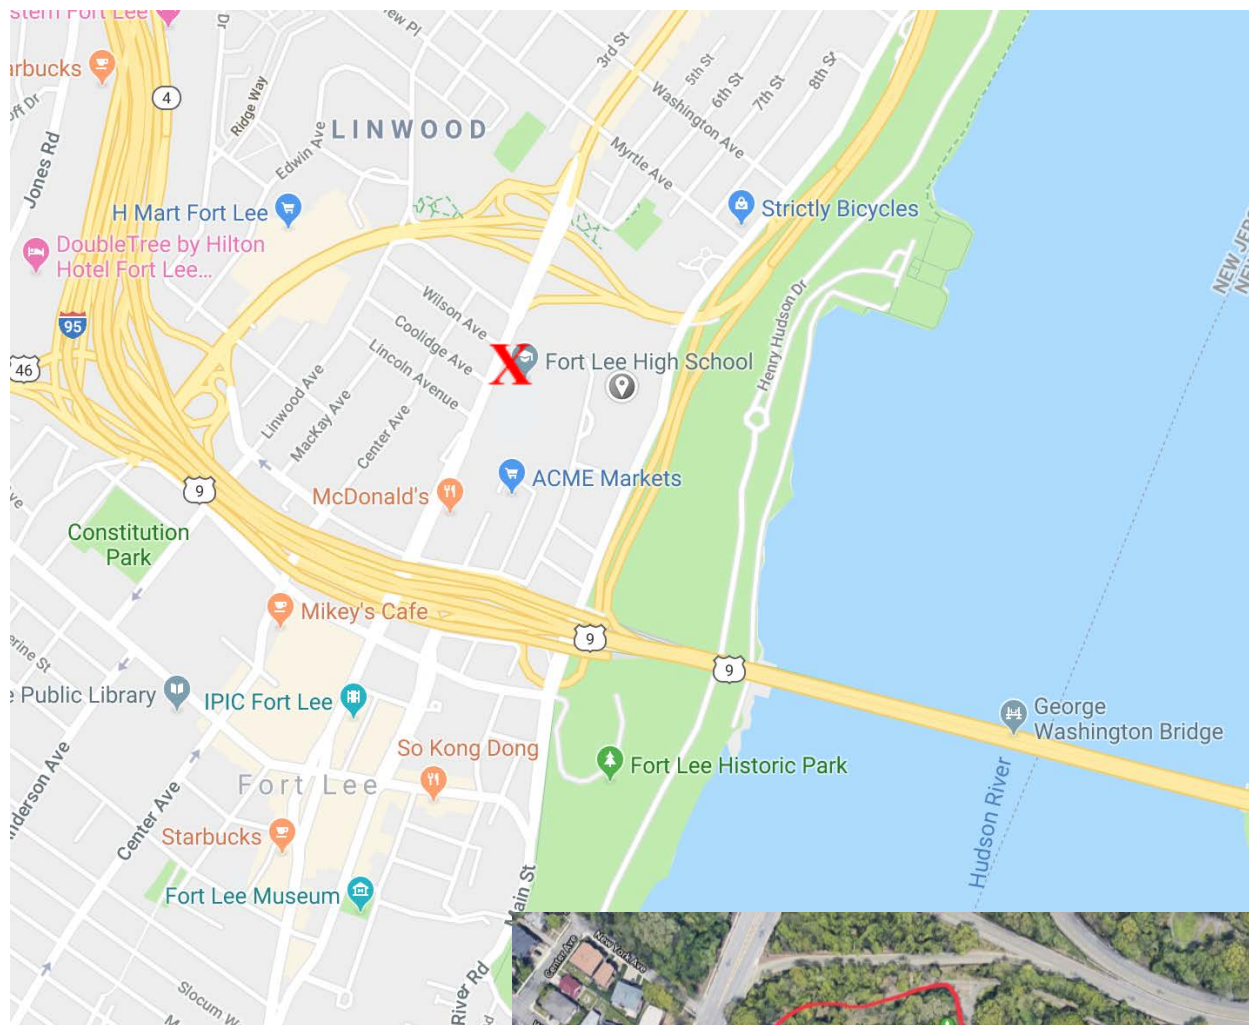 Fort Lee
Dr
3rd St
4
Ridge Way
5th St
6th St
7th St
8th St
Washington Ave
LINWOOD
Edwin Ave
Myrtle Ave
Jones Rd
H Mart Fort Lee
Strictly Bicycles
DoubleTree by Hilton
Hotel Fort Lee...
95
Wilson Ave
Coolidge Ave
Lincoln Avenue
X
Fort Lee High School
Henry Hudson Dr
46
Linwood Ave
MacKay Ave
Center Ave
ACME Markets
McDonald's
9
Constitution
Park
Mikey's Cafe
9
9
Public Library
IPIC Fort Lee
George
Washington Bridge
So Kong Dong
Fort Lee Historic Park
Fort Lee
Hudson River
Center Ave
Starbucks
Fort Lee Museum
Main St
River Rd
Slocum W
Center Ave
New York Ave